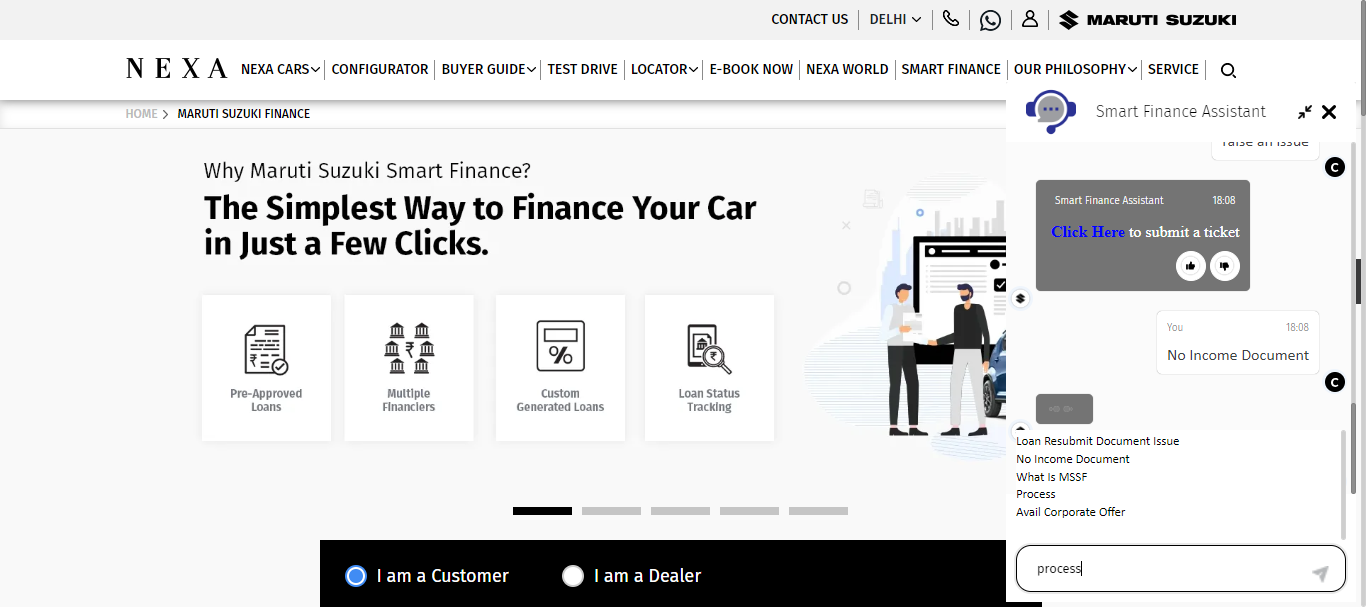 CONTACT US
DELHI
MARUTI SUZUKI
NEXA
NEXA CARS
CONFIGURATOR
BUYER GUIDE
TEST DRIVE
LOCATOR
E-BOOK NOW
NEXA WORLD
SMART FINANCE
OUR PHILOSOPHY
SERVICE
HOME > MARUTI SUZUKI FINANCE
Why Maruti Suzuki Smart Finance?
The Simplest Way to Finance Your Car
in Just a Few Clicks.
Pre-Approved
Loans
Multiple
Financiers
Custom
Generated Loans
Loan Status
Tracking
I am a Customer
I am a Dealer
Smart Finance Assistant
raise an issue
C
Smart Finance Assistant 18:08
Click Here to submit a ticket
You 18:08
No Income Document
C
Loan Resubmit Document Issue
No Income Document
What Is MSSF
Process
Avail Corporate Offer
process